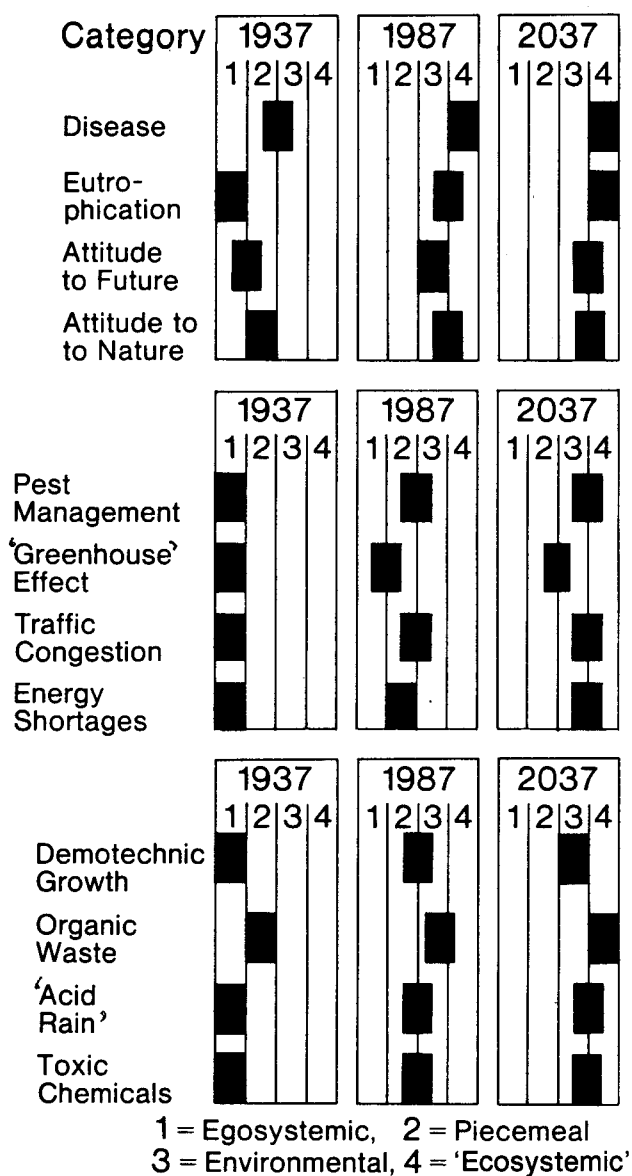 Category 1937 1987 2037
1 2 3 4 1 2 3 4 1 2 3 4
Disease
Eutro-
phication
Attitude
to Future
Attitude to
to Nature
1937 1987 2037
1 2 3 4 1 2 3 4 1 2 3 4
Pest
Management
'Greenhouse'
Effect
Traffic
Congestion
Energy
Shortages
1937 1987 2037
1 2 3 4 1 2 3 4 1 2 3 4
Demotechnic
Growth
Organic
Waste
'Acid
Rain'
Toxic
Chemicals
1 = Egosystemic, 2 = Piecemeal
3 = Environmental, 4 = 'Ecosystemic'